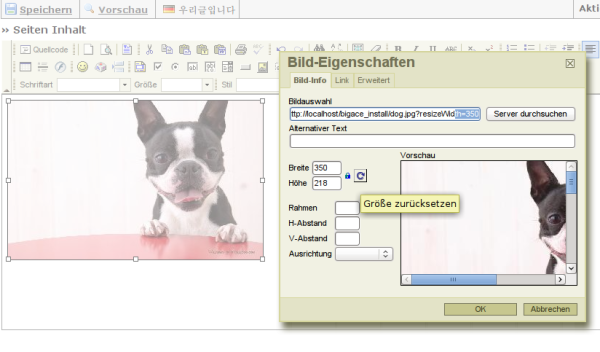 Speichern Vorschau 우리글입니다 Akti
›› Seiten Inhalt
Quellcode
Schriftart Größe Stil
Bild-Eigenschaften
Bild-Info Link Erweitert
Bildauswahl
ttp://localhost/bigace_install/dog.jpg?resizeWidth=350 Server durchsuchen
Alternativer Text
Breite 350
Höhe 218
Vorschau
Größe zurücksetzen
Rahmen
H-Abstand
V-Abstand
Ausrichtung
OK Abbrechen